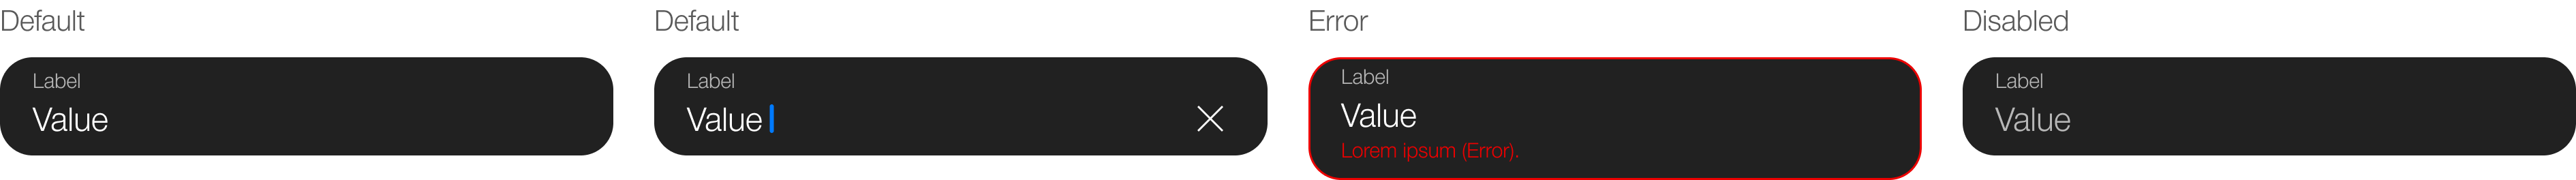 Default
Label
Value
Default
Label
Value
Error
Label
Value
Lorem ipsum (Error).
Disabled
Label
Value